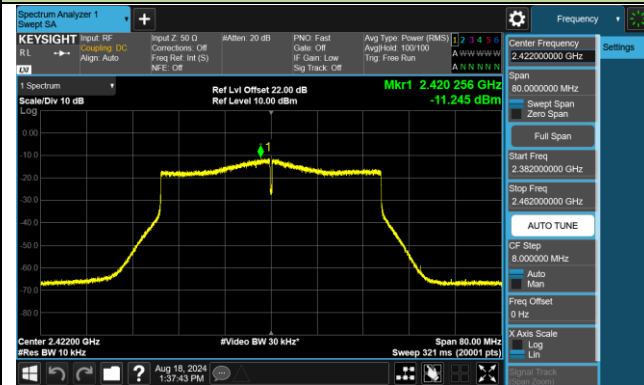 Spectrum Analyzer 1
Swept SA
+
Frequency
KEYSIGHT
RL
Input: RF
Coupling: DC
Align: Auto
Input Z: 50 Ω
Corrections: Off
Freq Ref: Int (S)
NFE: Off
#Atten: 20 dB
PNO: Fast
Gate: Off
IF Gain: Low
Sig Track: Off
Avg Type: Power (RMS)
Avg|Hold: 100/100
Trig: Free Run
1 2 3 4 5 6
A W W W W W
A N N N N N
1 Spectrum
Scale/Div 10 dB
Log
Ref Lvl Offset 22.00 dB
Ref Level 10.00 dBm
Mkr1 2.420 256 GHz
-11.245 dBm
0.00
-10.0
-20.0
-30.0
-40.0
-50.0
-60.0
-70.0
-80.0
1
Center 2.42200 GHz
#Res BW 10 kHz
#Video BW 30 kHz*
Span 80.00 MHz
Sweep 321 ms (20001 pts)
Center Frequency
2.422000000 GHz
Span
80.0000000 MHz
Swept Span
Zero Span
Full Span
Start Freq
2.382000000 GHz
Stop Freq
2.462000000 GHz
AUTO TUNE
CF Step
8.000000 MHz
Auto
Man
Freq Offset
0 Hz
X Axis Scale
Log
Lin
Signal Track
(Span Zoom)
Settings
?
Aug 18, 2024
1:37:43 PM